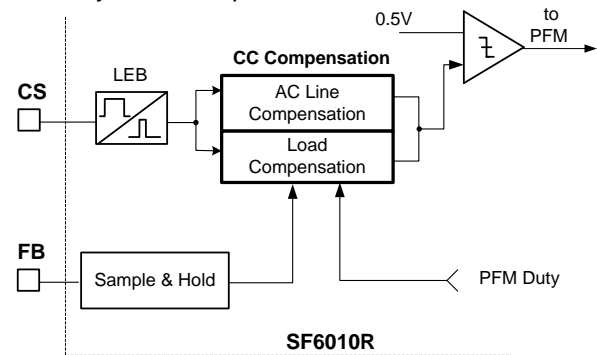 0.5V
to
PFM
CC Compensation
LEB
CS
AC Line
Compensation
Load
Compensation
FB
Sample & Hold
PFM Duty
SF6010R